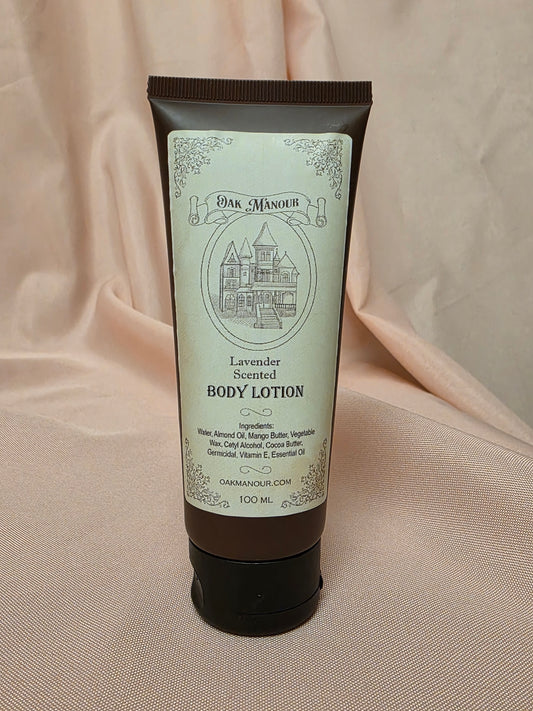 Oak Manour
Lavender
Scented
BODY LOTION
Ingredients:
Water, Almond Oil, Mango Butter, Vegetable
Wax, Cetyl Alcohol, Cocoa Butter,
Germicidal, Vitamin E, Essential Oil
OAKMANOUR.COM
100 ML